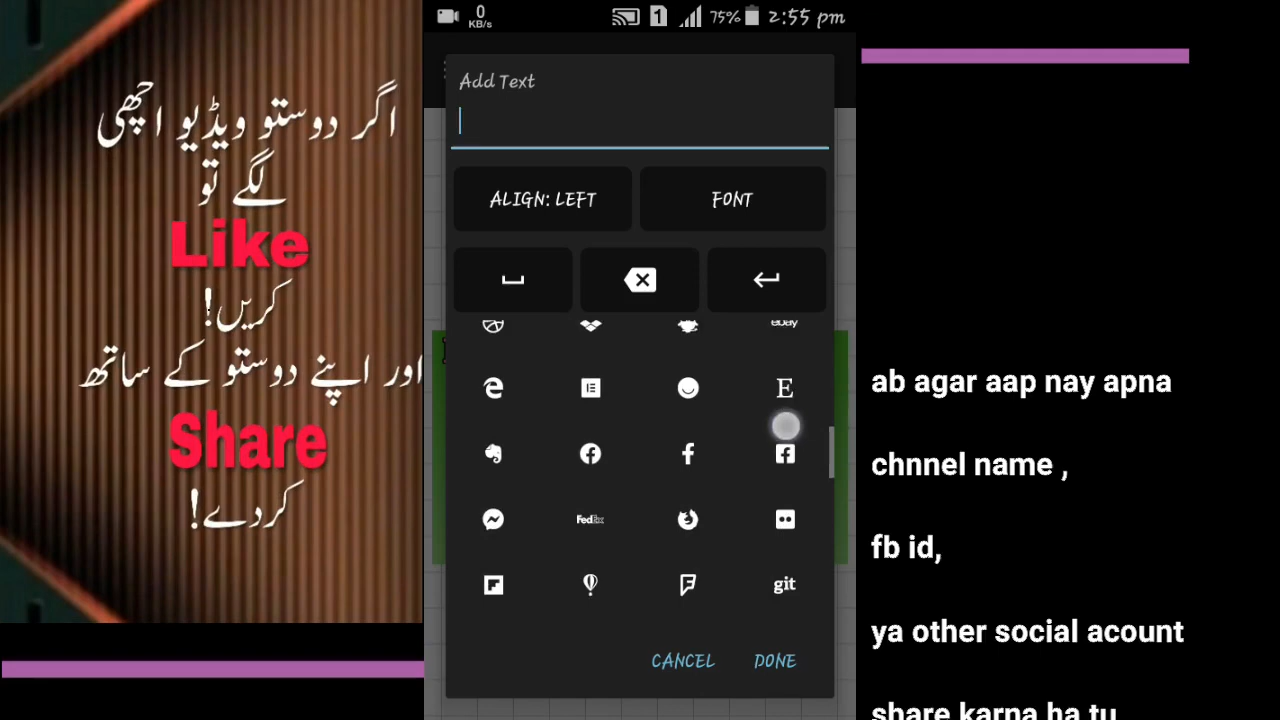 اگر دوستو ویڈیو اچھی
لگے تو
Like
کریں!
اور اپنے دوستو کے ساتھ
Share
کردے!
0
KB/s
1
75%
2:55 pm
Add Text
ALIGN: LEFT
FONT
ebay
E
FedEx
git
CANCEL
DONE
ab agar aap nay apna
chnnel name ,
fb id,
ya other social acount
share karna ha tu